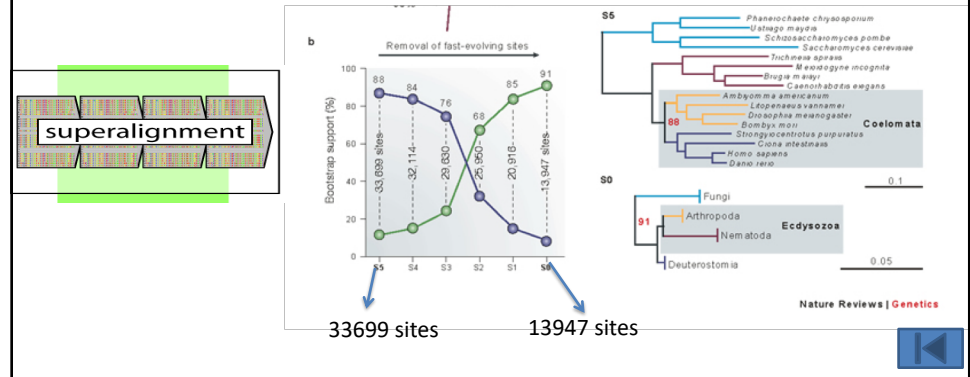 superalignment
b
Removal of fast-evolving sites
Bootstrap support (%)
100
80
60
40
20
0
88
84
76
68
85
91
33,699 sites
32,114
29,630
25,950
20,916
13,947 sites
S5
S4
S3
S2
S1
S0
33699 sites
13947 sites
S5
Phanerochaete chrysosporium
Ustilago maydis
Schizosaccharomyces pombe
Saccharomyces cerevisiae
Trichinella spiralis
Meloidogyne incognita
Brugia malayi
Caenorhabditis elegans
Amblyomma americanum
Litopenaeus vannamei
Drosophila melanogaster
Bombyx mori
Strongylocentrotus purpuratus
Ciona intestinalis
Homo sapiens
Danio rerio
88
Coelomata
0.1
S0
Fungi
91
Arthropoda
Ecdysozoa
Nematoda
Deuterostomia
0.05
Nature Reviews | Genetics